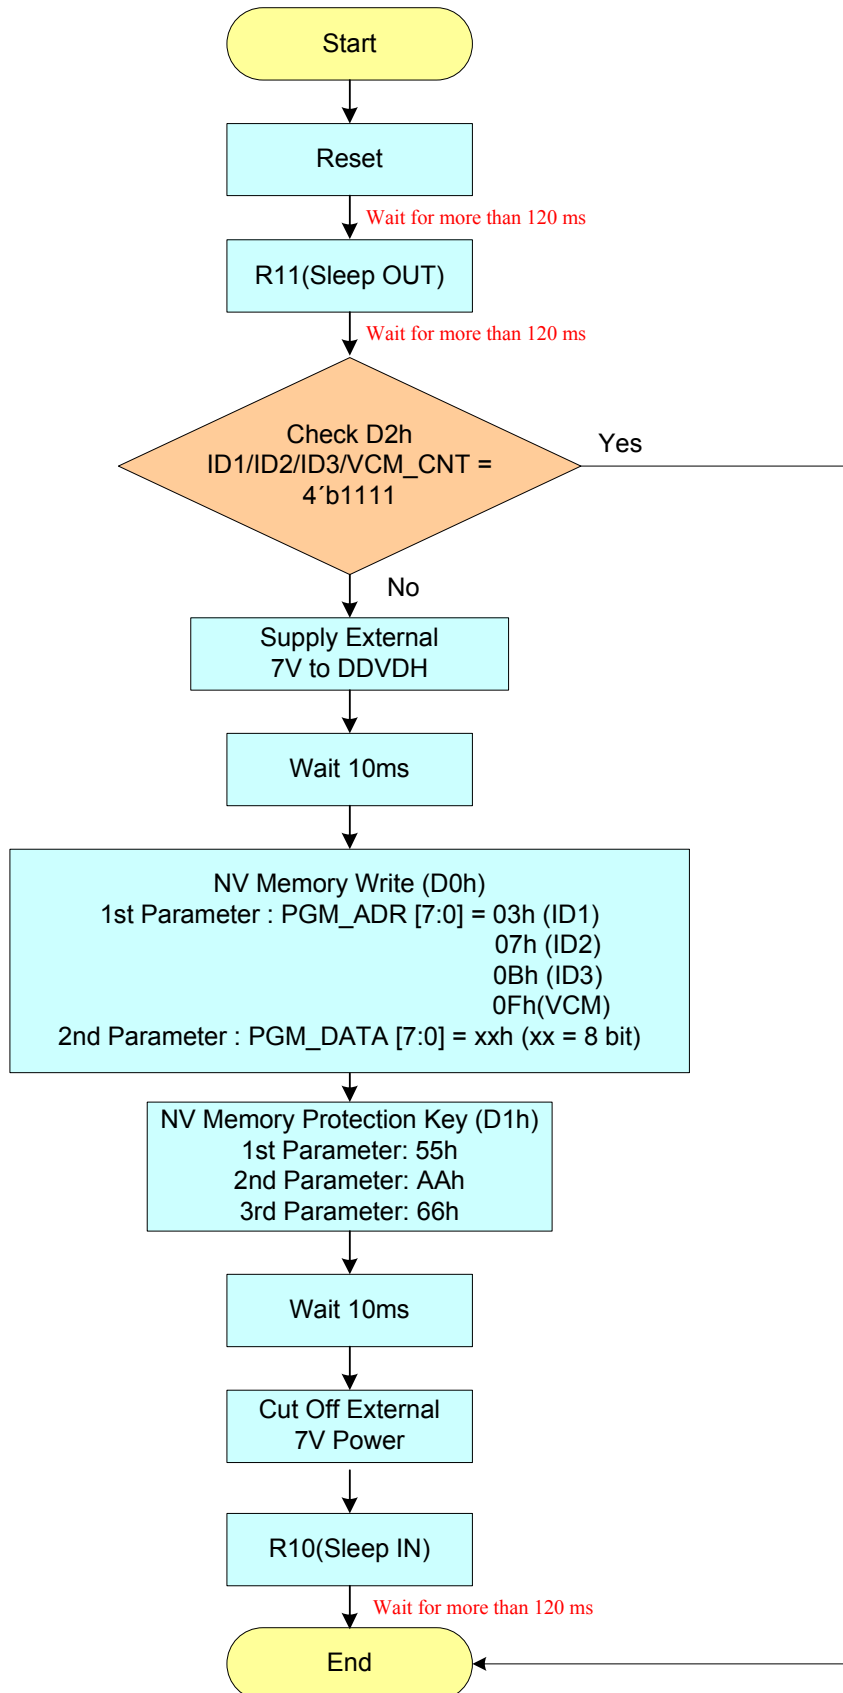 Start
Reset
Wait for more than 120 ms
R11(Sleep OUT)
Wait for more than 120 ms
Check D2h
ID1/ID2/ID3/VCM_CNT =
4´b1111
Yes
No
Supply External
7V to DDVDH
Wait 10ms
NV Memory Write (D0h)
1st Parameter : PGM_ADR [7:0] = 03h (ID1)
07h (ID2)
0Bh (ID3)
0Fh(VCM)
2nd Parameter : PGM_DATA [7:0] = xxh (xx = 8 bit)
NV Memory Protection Key (D1h)
1st Parameter: 55h
2nd Parameter: AAh
3rd Parameter: 66h
Wait 10ms
Cut Off External
7V Power
R10(Sleep IN)
Wait for more than 120 ms
End